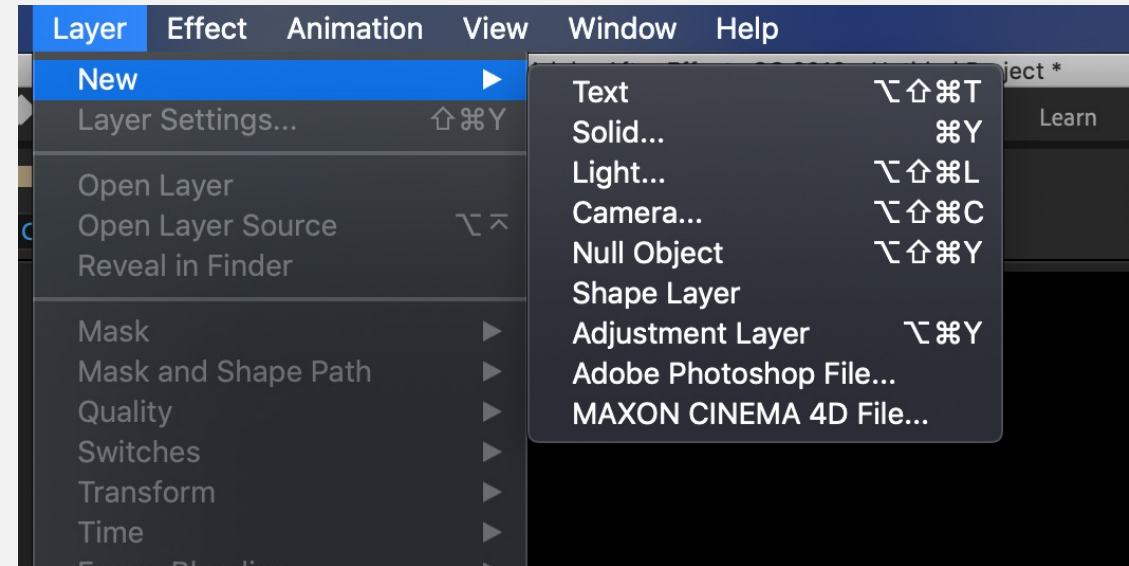 Layer Effect Animation View Window Help
New ▶
ject *
Learn
Layer Settings... ⇧⌘Y
Open Layer
Open Layer Source ⌥⌤
Reveal in Finder
Mask ▶
Mask and Shape Path ▶
Quality ▶
Switches ▶
Transform ▶
Time ▶
Text ⌥⇧⌘T
Solid... ⌘Y
Light... ⌥⇧⌘L
Camera... ⌥⇧⌘C
Null Object ⌥⇧⌘Y
Shape Layer
Adjustment Layer ⌥⌘Y
Adobe Photoshop File...
MAXON CINEMA 4D File...